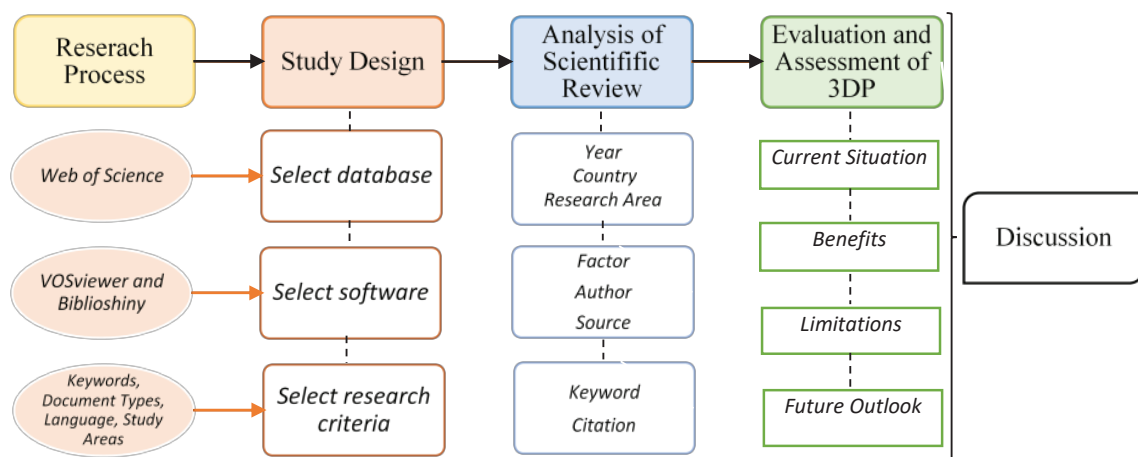 Reserach
Process
Study Design
Analysis of
Scientifific
Review
Evaluation and
Assessment of
3DP
Web of Science
Select database
Year
Country
Research Area
Current Situation
Benefits
Discussion
VOSviewer and
Biblioshiny
Select software
Factor
Author
Source
Limitations
Keywords,
Document Types,
Language, Study
Areas
Select research
criteria
Keyword
Citation
Future Outlook